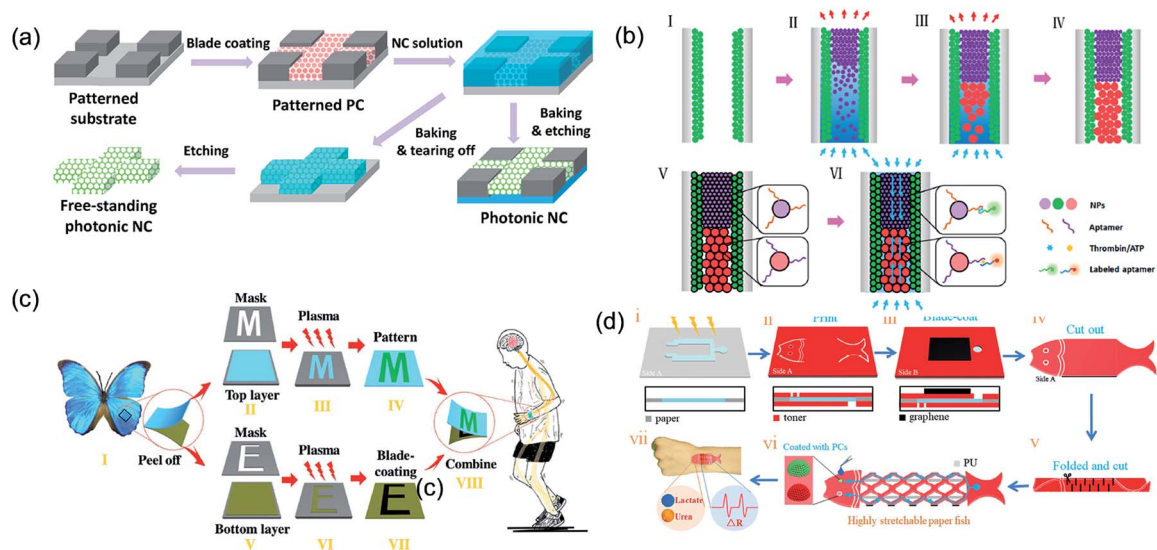 (a)
Blade coating
NC solution
Patterned
substrate
Patterned PC
Baking
& tearing off
Baking
& etching
Etching
Free-standing
photonic NC
Photonic NC
(b)
I
II
III
IV
V
VI
NPs
Aptamer
Thrombin/ATP
Labeled aptamer
(c)
Mask
M
Plasma
M
Pattern
M
Top layer
II
III
IV
I
Peel off
M
Combine
VIII
Mask
E
Plasma
E
Blade-
coating
E
(c)
Bottom layer
V
VI
VII
(d)
i
ii
Print
iii
Blade-coat
iv
Cut out
Side A
Side A
Side B
Side A
paper
toner
graphene
v
Folded and cut
vi
Coated with PCs
PU
Highly stretchable paper fish
vii
Lactate
Urea
ΔR